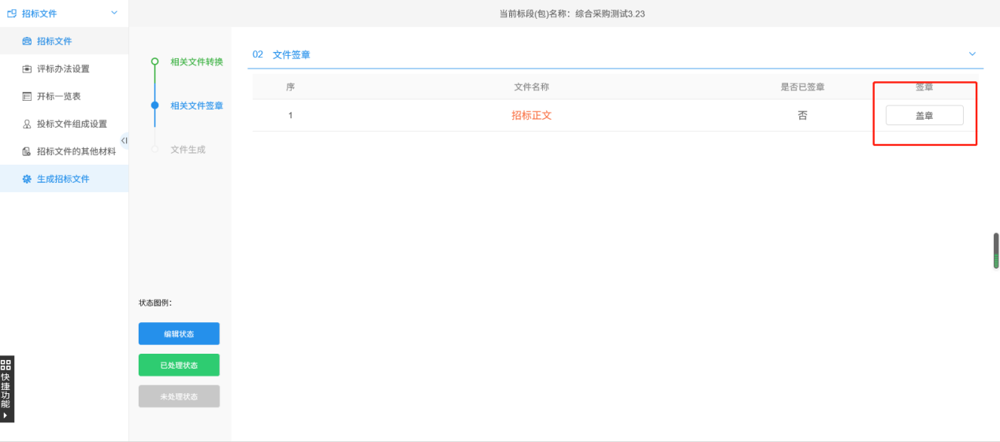 招标文件
当前标段(包)名称：综合采购测试3.23
招标文件
评标办法设置
开标一览表
投标文件组成设置
招标文件的其他材料
生成招标文件
相关文件转换
相关文件签章
文件生成
02 文件签章
序 文件名称 是否已签章 签章
1 招标正文 否 盖章
状态图例：
编辑状态
已处理状态
未处理状态
快捷功能